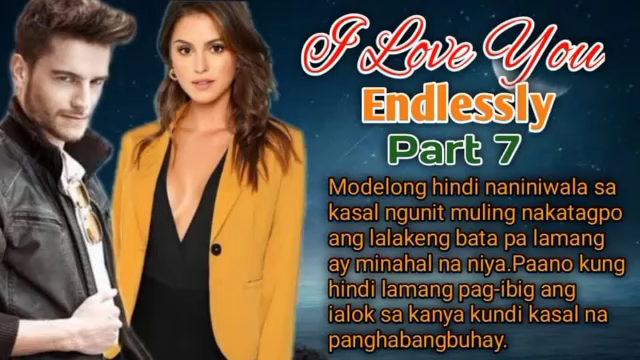 I Love You
Endlessly
Part 7
Modelong hindi naniniwala sa
kasal ngunit muling nakatagpo
ang lalakeng bata pa lamang
ay minahal na niya.Paano kung
hindi lamang pag-ibig ang
ialok sa kanya kundi kasal na
panghabangbuhay.